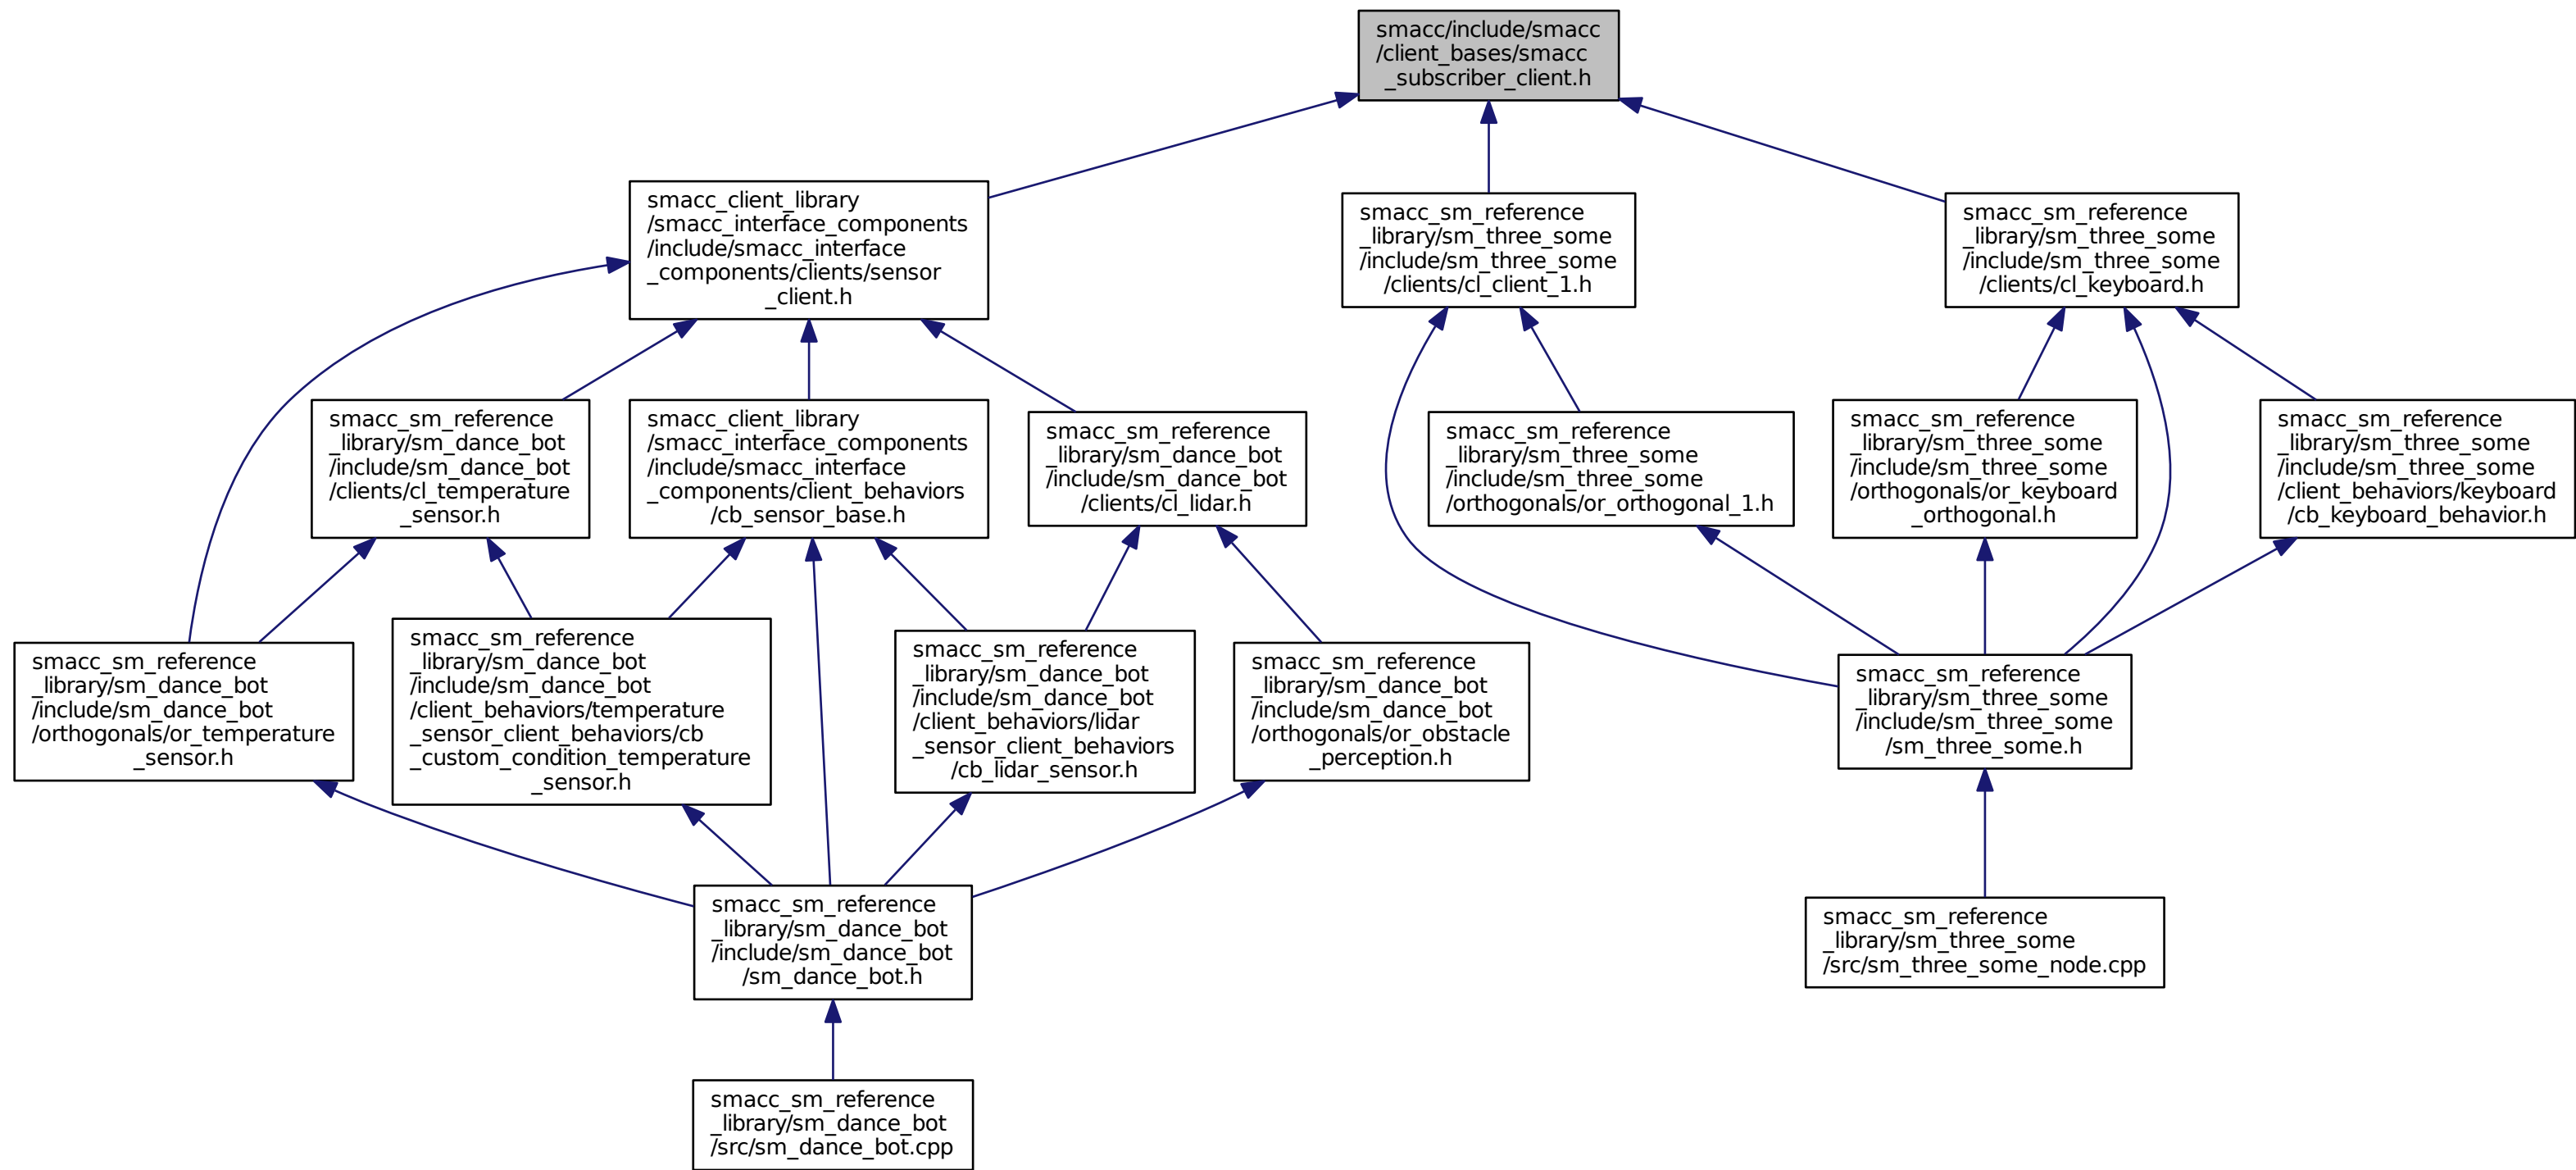 smacc/include/smacc
/client_bases/smacc
_subscriber_client.h
smacc_client_library
/smacc_interface_components
/include/smacc_interface
_components/clients/sensor
_client.h
smacc_sm_reference
_library/sm_three_some
/include/sm_three_some
/clients/cl_client_1.h
smacc_sm_reference
_library/sm_three_some
/include/sm_three_some
/clients/cl_keyboard.h
smacc_sm_reference
_library/sm_dance_bot
/include/sm_dance_bot
/clients/cl_temperature
_sensor.h
smacc_client_library
/smacc_interface_components
/include/smacc_interface
_components/client_behaviors
/cb_sensor_base.h
smacc_sm_reference
_library/sm_dance_bot
/include/sm_dance_bot
/clients/cl_lidar.h
smacc_sm_reference
_library/sm_three_some
/include/sm_three_some
/orthogonals/or_orthogonal_1.h
smacc_sm_reference
_library/sm_three_some
/include/sm_three_some
/orthogonals/or_keyboard
_orthogonal.h
smacc_sm_reference
_library/sm_three_some
/include/sm_three_some
/client_behaviors/keyboard
/cb_keyboard_behavior.h
smacc_sm_reference
_library/sm_dance_bot
/include/sm_dance_bot
/orthogonals/or_temperature
_sensor.h
smacc_sm_reference
_library/sm_dance_bot
/include/sm_dance_bot
/client_behaviors/temperature
_sensor_client_behaviors/cb
_custom_condition_temperature
_sensor.h
smacc_sm_reference
_library/sm_dance_bot
/include/sm_dance_bot
/client_behaviors/lidar
_sensor_client_behaviors
/cb_lidar_sensor.h
smacc_sm_reference
_library/sm_dance_bot
/include/sm_dance_bot
/orthogonals/or_obstacle
_perception.h
smacc_sm_reference
_library/sm_three_some
/include/sm_three_some
/sm_three_some.h
smacc_sm_reference
_library/sm_dance_bot
/include/sm_dance_bot
/sm_dance_bot.h
smacc_sm_reference
_library/sm_three_some
/src/sm_three_some_node.cpp
smacc_sm_reference
_library/sm_dance_bot
/src/sm_dance_bot.cpp